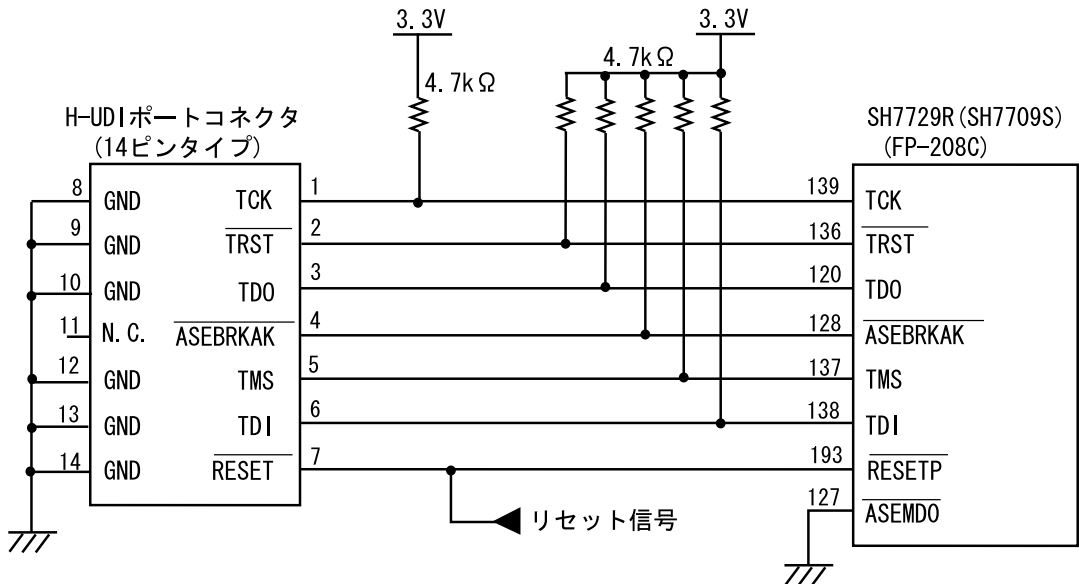 3.3V
3.3V
4.7kΩ
4.7kΩ
H-UDIポートコネクタ
(14ピンタイプ)
SH7729R(SH7709S)
(FP-208C)
8 GND TCK 1 139 TCK
9 GND TRST 2 136 TRST
10 GND TDO 3 120 TDO
11 N.C. ASEBRKAK 4 128 ASEBRKAK
12 GND TMS 5 137 TMS
13 GND TDI 6 138 TDI
14 GND RESET 7 193 RESETP
127 ASEMD0
リセット信号